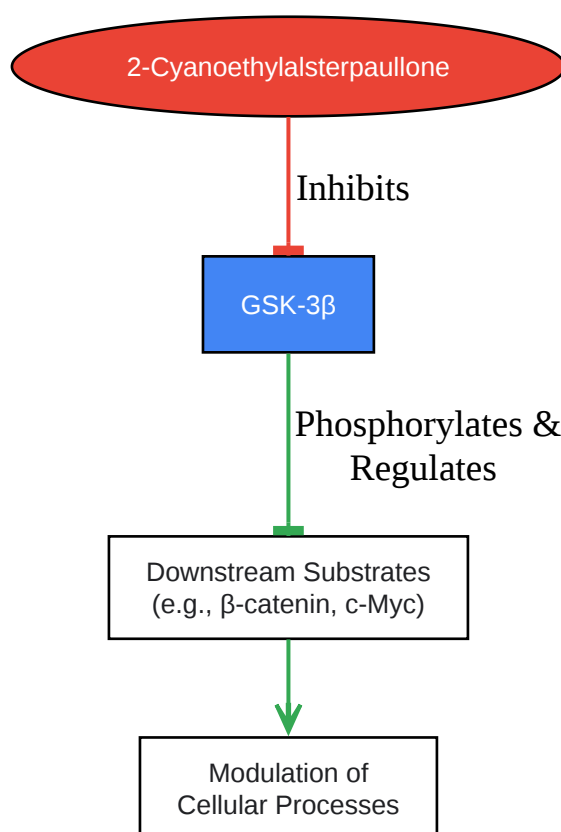 2-Cyanoethylalsterpaullone
Inhibits
GSK-3β
Phosphorylates &
Regulates
Downstream Substrates
(e.g., β-catenin, c-Myc)
Modulation of
Cellular Processes